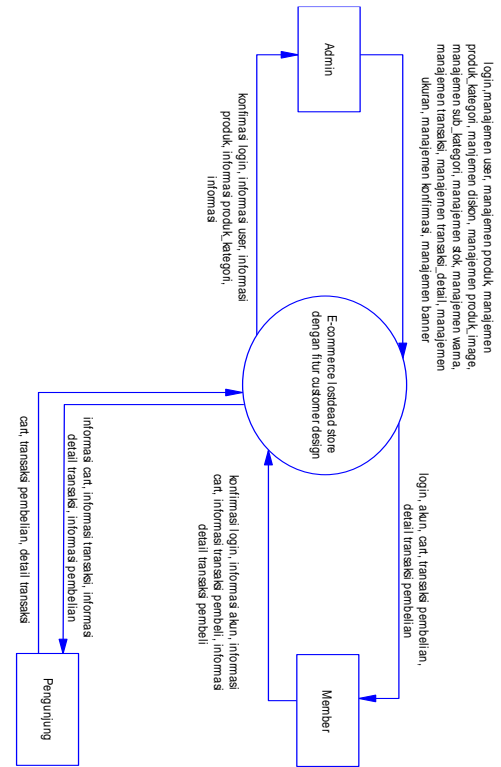 login,manajemen user, manajemen produk, manajemen
produk_kategori, manjemen diskon, manajemen produk_image,
manajemen sub_kategori, manajemen stok, manajemen warna,
manajemen transaksi, manajemen transaksi_detail, manajemen
ukuran, manajemen konfirmasi, manajemen banner
Admin
konfirmasi login, informasi user, informasi
produk, informasi produk_kategori,
informasi
E-commerce lostdead store
dengan fitur customer design
login, akun, cart, transaksi pembelian,
detail transaksi pembelian
Member
konfirmasi login, informasi akun, informasi
cart, informasi transaksi pembeli, informasi
detail transaksi pembeli
informasi cart, informasi transaksi, informasi
detail transaksi, informasi pembelian
cart, transaksi pembelian, detail transaksi
Pengunjung